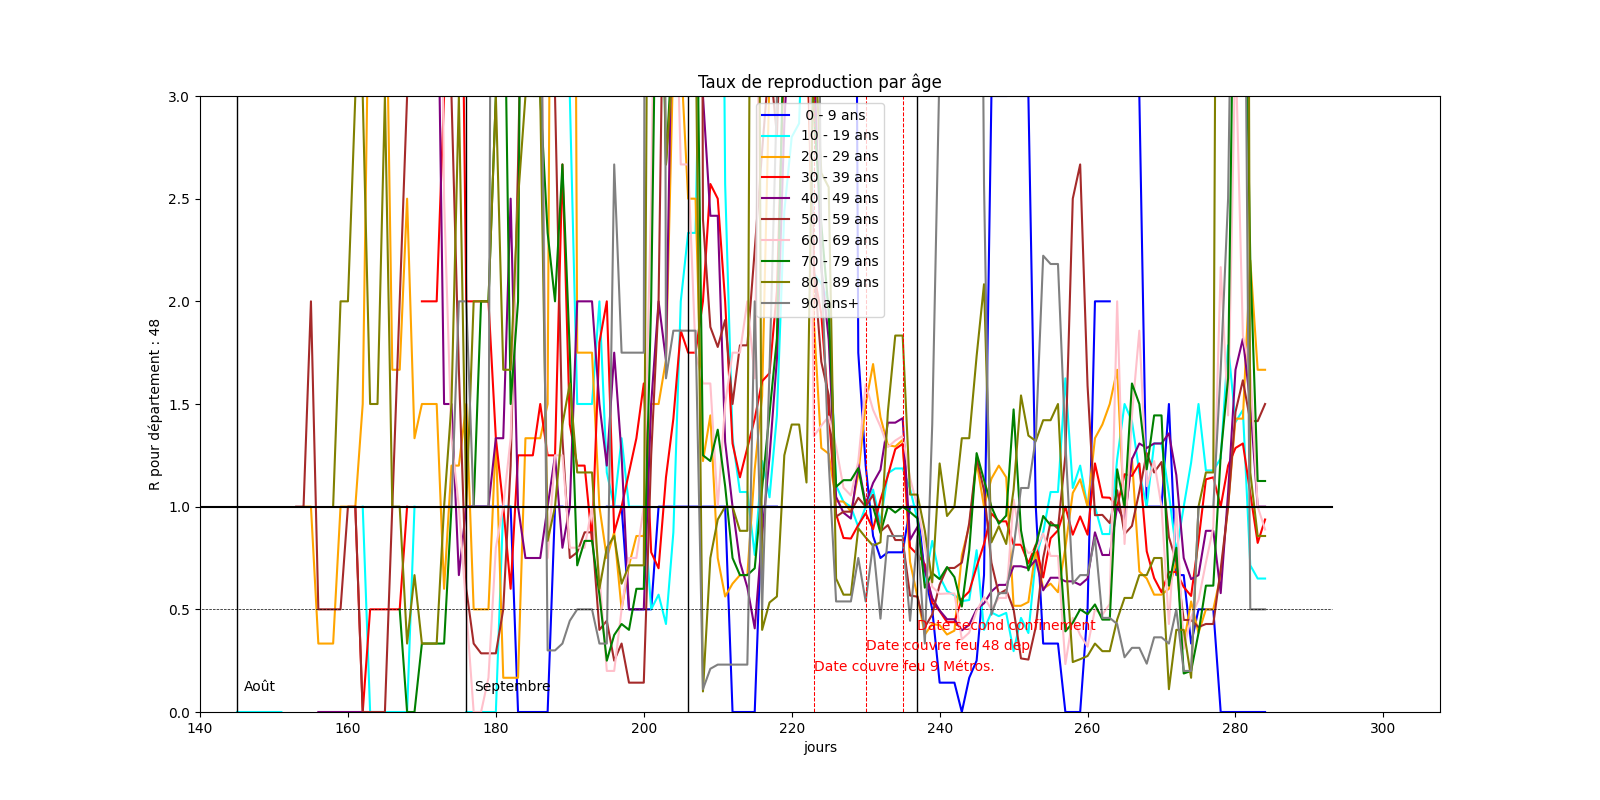 Taux de reproduction par âge
R pour département : 48
3.0
2.5
2.0
1.5
1.0
0.5
0.0
0 - 9 ans
10 - 19 ans
20 - 29 ans
30 - 39 ans
40 - 49 ans
50 - 59 ans
60 - 69 ans
70 - 79 ans
80 - 89 ans
90 ans+
Date second confinement
Date couvre feu 48 dep
Date couvre feu 9 Métros.
Août
Septembre
140 160 180 200 220 240 260 280 300
jours